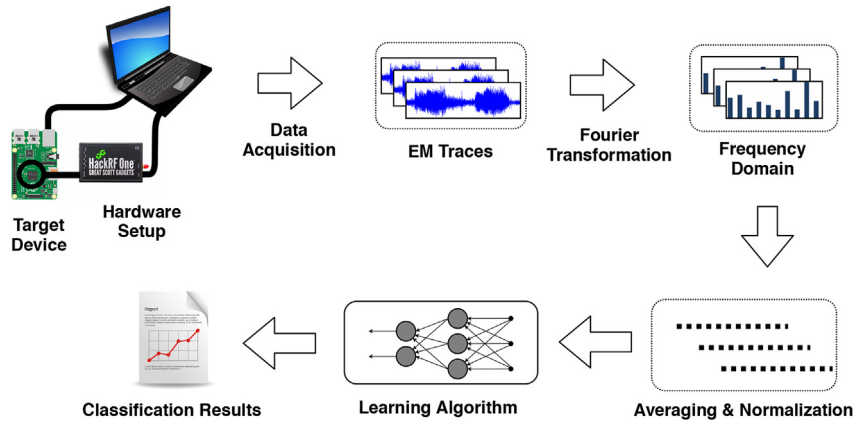 HackRF One
GREAT SCOTT GADGETS
Target
Device
Hardware
Setup
Data
Acquisition
EM Traces
Fourier
Transformation
Frequency
Domain
Averaging & Normalization
Learning Algorithm
Report
Classification Results